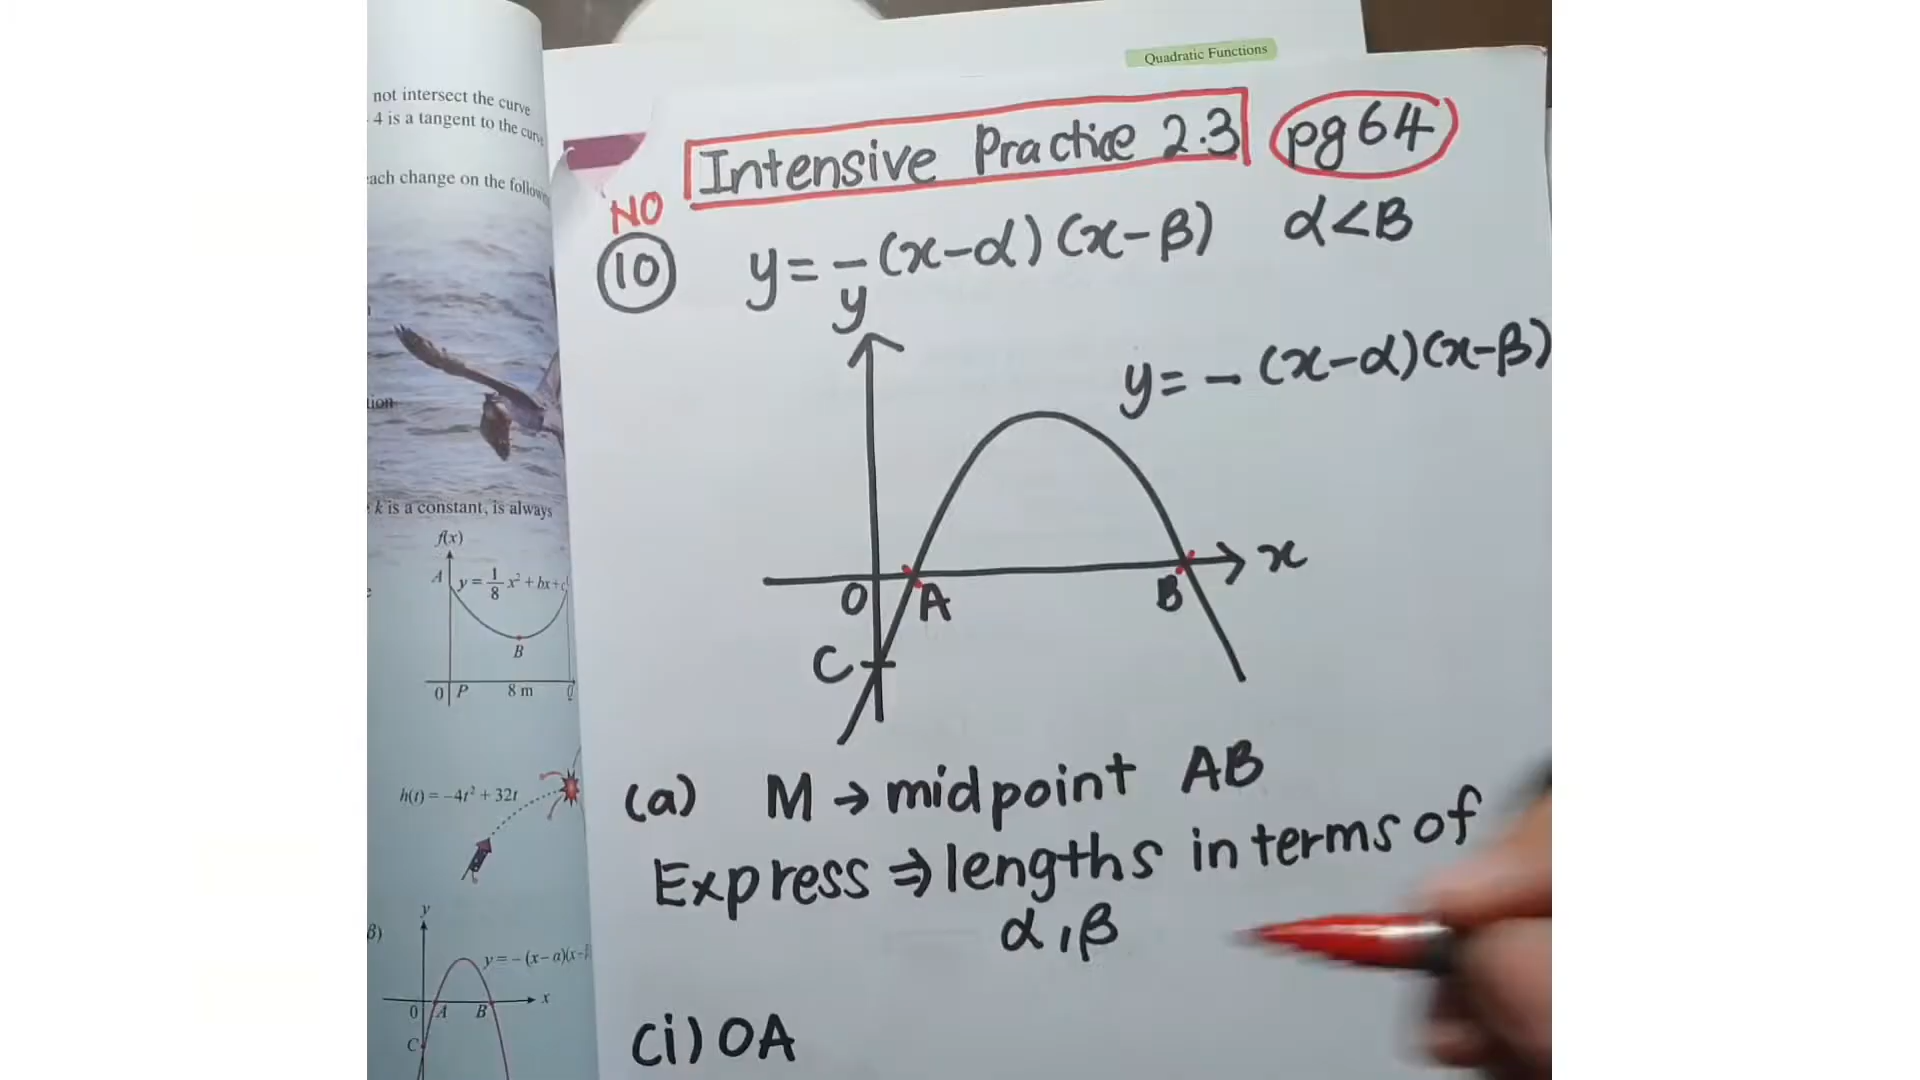 not intersect the curve
4 is a tangent to the curve
each change on the
k is a constant, is always
f(x)
A
y = 1/8 x² + bx + c
B
0 P 8 m Q
h(t) = –4t² + 32t
β)
y
y = – (x – a)(x –
x
0 A B
C
Quadratic Functions
Intensive Practice 2.3 pg 64
NO
10 y = -(x-α)(x-β) α<B
y
y = -(x-α)(x-β)
x
O A B
C
(a) M → midpoint AB
Express ⇒ lengths in terms of
α, β
(i) OA